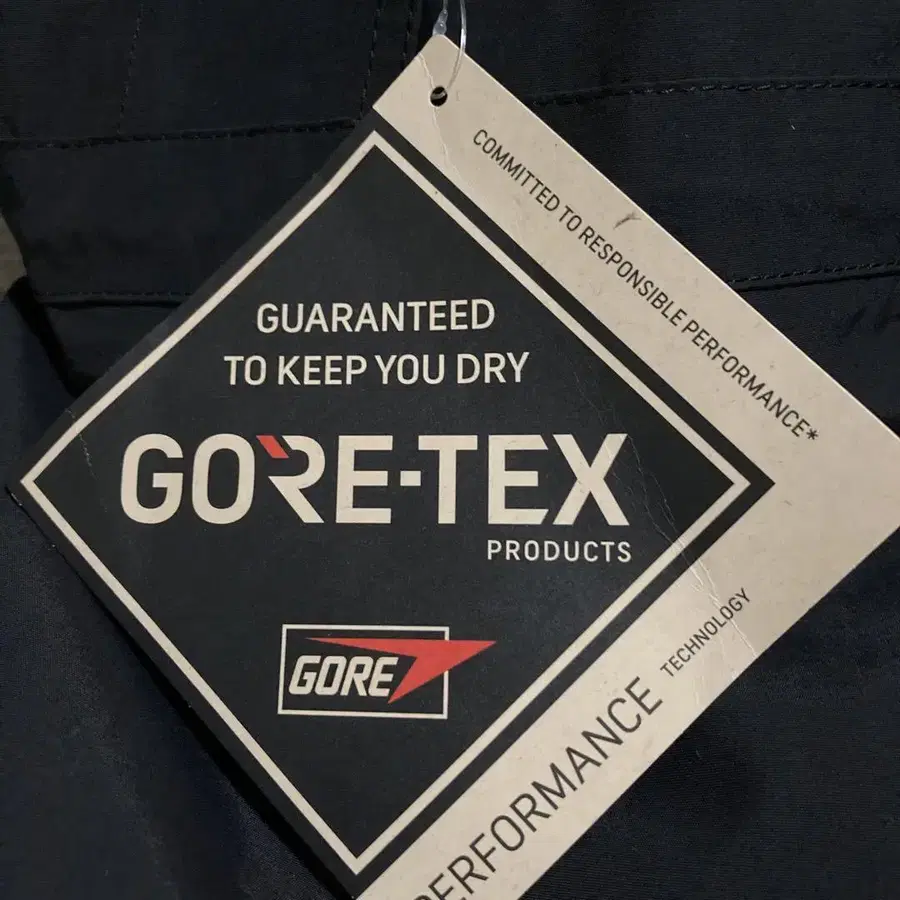 COMMITTED TO RESPONSIBLE PERFORMANCE*
GUARANTEED
TO KEEP YOU DRY
GORE-TEX
PRODUCTS
GORE
TECHNOLOGY
PERFORMANCE